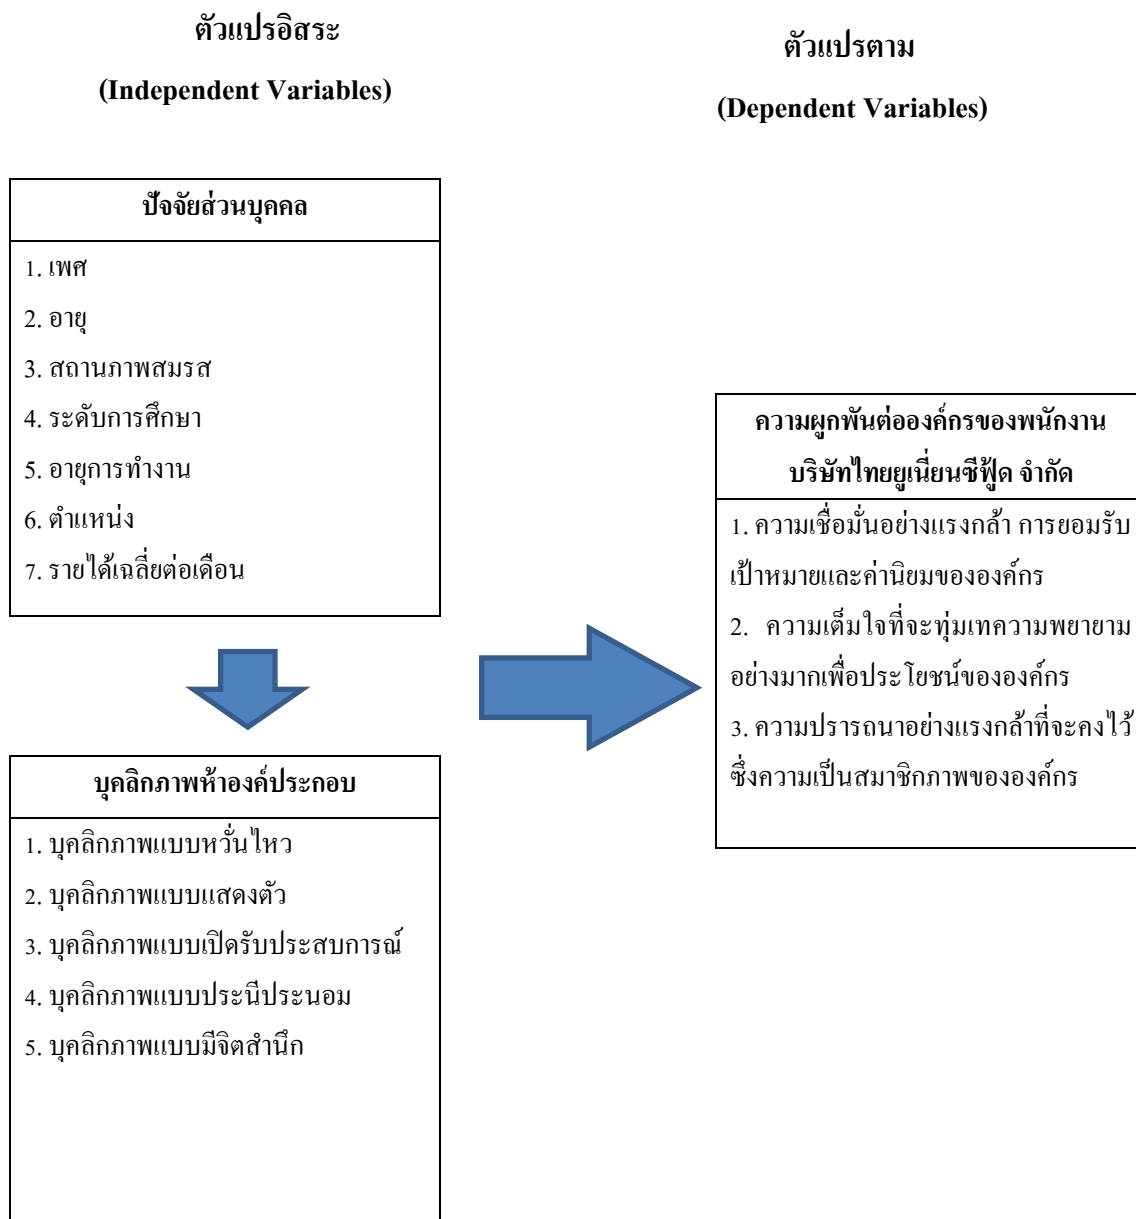 ตัวแปรอิสระ
(Independent Variables)
ตัวแปรตาม
(Dependent Variables)
ปัจจัยส่วนบุคคล
1. เพศ
2. อายุ
3. สถานภาพสมรส
4. ระดับการศึกษา
5. อายุการทำงาน
6. ตำแหน่ง
7. รายได้เฉลี่ยต่อเดือน
บุคลิกภาพห้าองค์ประกอบ
1. บุคลิกภาพแบบหวั่นไหว
2. บุคลิกภาพแบบแสดงตัว
3. บุคลิกภาพแบบเปิดรับประสบการณ์
4. บุคลิกภาพแบบประนีประนอม
5. บุคลิกภาพแบบมีจิตสำนึก
ความผูกพันต่อองค์กรของพนักงาน
บริษัทไทยยูเนี่ยนซีฟู้ด จำกัด
1. ความเชื่อมั่นอย่างแรงกล้า การยอมรับ
เป้าหมายและค่านิยมขององค์กร
2. ความเต็มใจที่จะทุ่มเทความพยายาม
อย่างมากเพื่อประโยชน์ขององค์กร
3. ความปรารถนาอย่างแรงกล้าที่จะคงไว้
ซึ่งความเป็นสมาชิกภาพขององค์กร